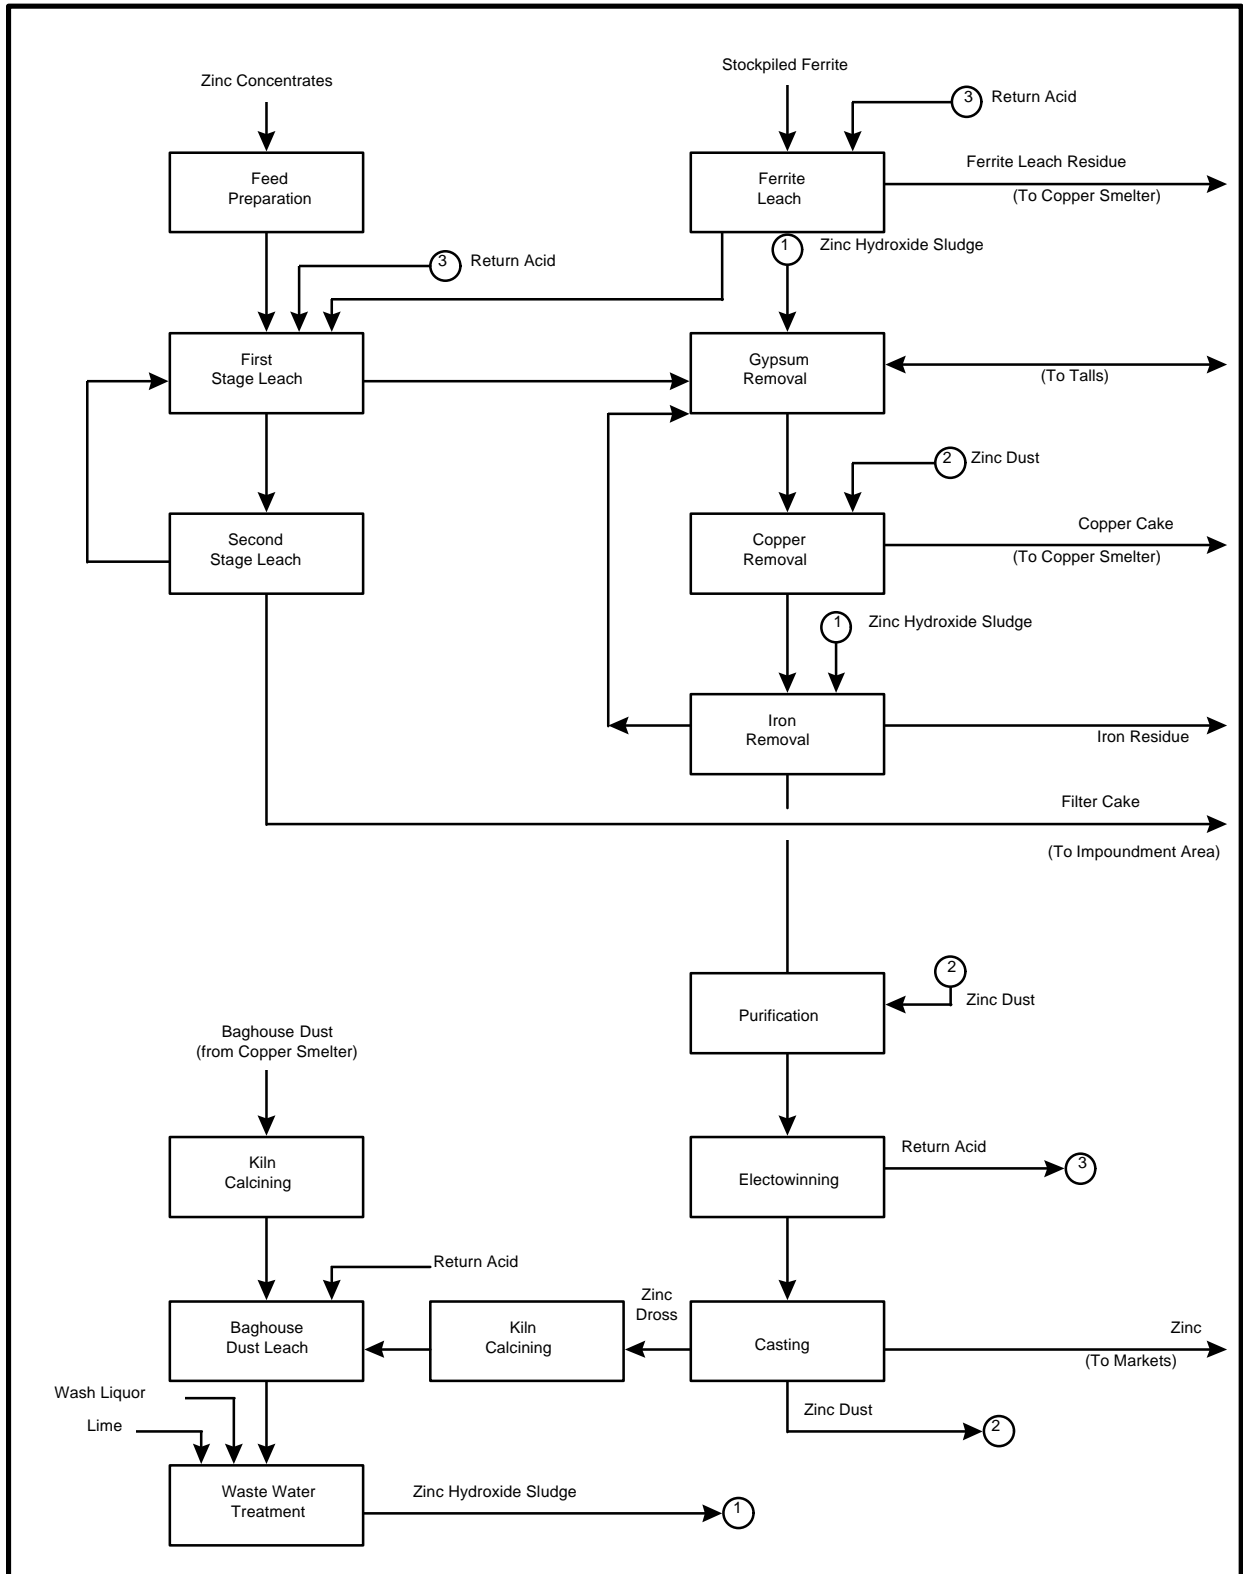 Stockpiled Ferrite
Zinc Concentrates
3
Return Acid
Feed
Preparation
Ferrite
Leach
Ferrite Leach Residue
(To Copper Smelter)
1
Zinc Hydroxide Sludge
3
Return Acid
First
Stage Leach
Gypsum
Removal
(To Talls)
2
Zinc Dust
Second
Stage Leach
Copper
Removal
Copper Cake
(To Copper Smelter)
1
Zinc Hydroxide Sludge
Iron
Removal
Iron Residue
Filter Cake
(To Impoundment Area)
2
Zinc Dust
Purification
Baghouse Dust
(from Copper Smelter)
Kiln
Calcining
Electowinning
Return Acid
3
Return Acid
Baghouse
Dust Leach
Kiln
Calcining
Zinc
Dross
Casting
Zinc
(To Markets)
Wash Liquor
Lime
Zinc Dust
2
Waste Water
Treatment
Zinc Hydroxide Sludge
1